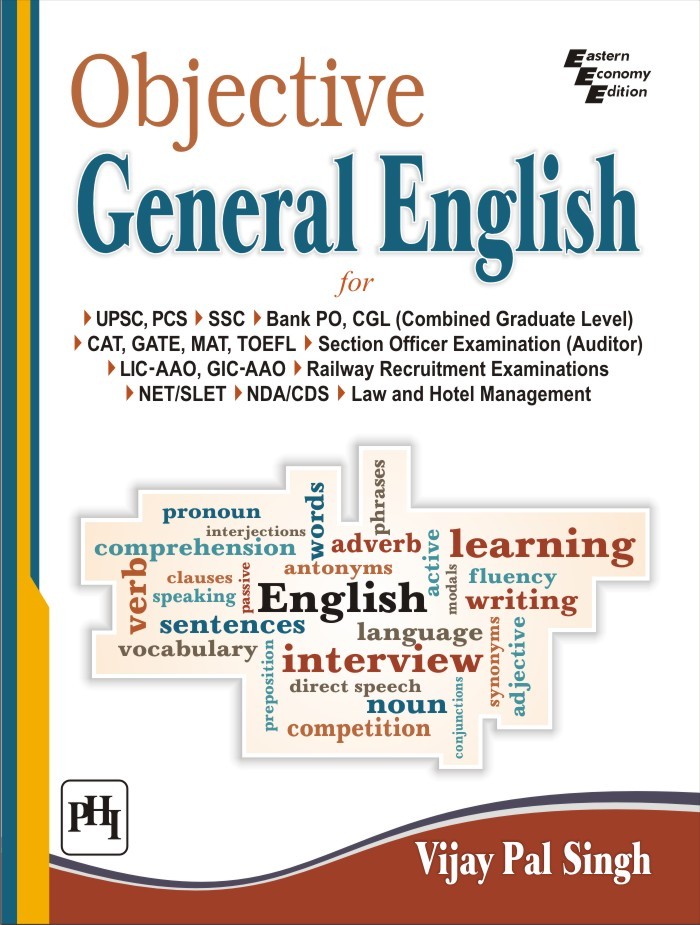 Objective
Eastern
Economy
Edition
General English
for
UPSC, PCS SSC Bank PO, CGL (Combined Graduate Level)
CAT, GATE, MAT, TOEFL Section Officer Examination (Auditor)
LIC-AAO, GIC-AAO Railway Recruitment Examinations
NET/SLET NDA/CDS Law and Hotel Management
phrases
words
pronoun
interjections
comprehension
adverb
active
learning
antonyms
verb
clauses
passive
modals
fluency
speaking
English
writing
sentences
language
synonyms
adjective
vocabulary
preposition
interview
direct speech
conjunctions
noun
competition
PHI
Vijay Pal Singh